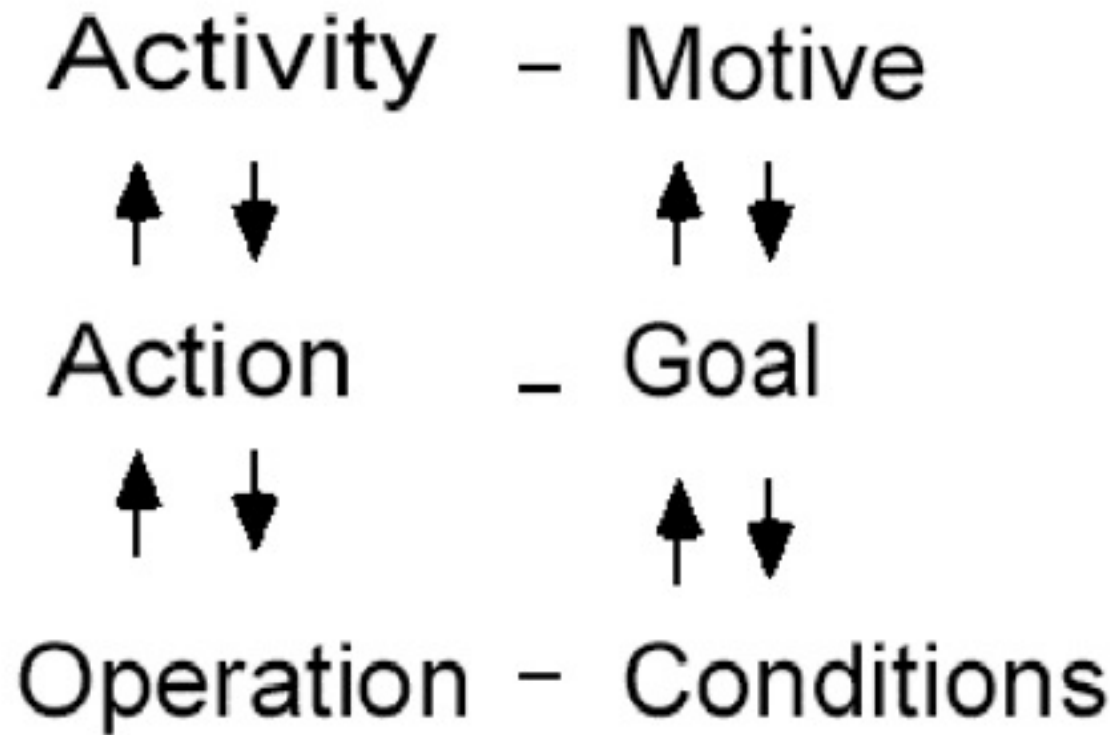 Activity – Motive
Action – Goal
Operation – Conditions